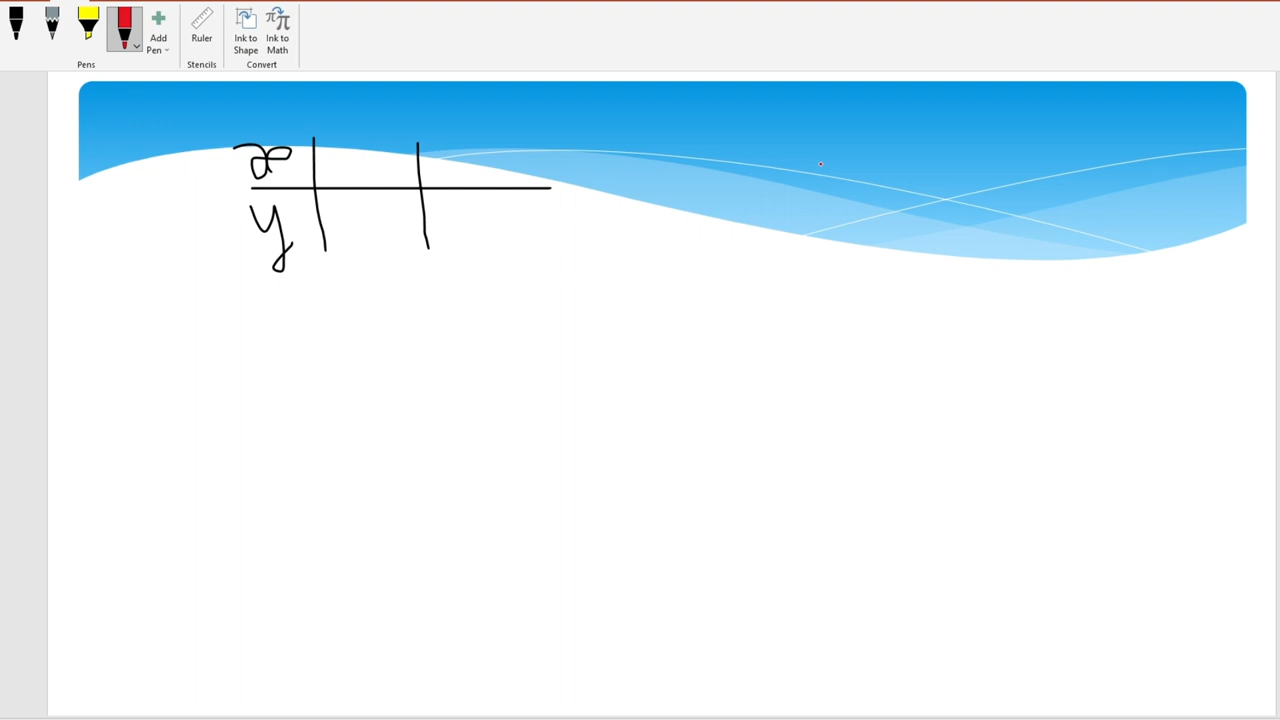 Add
Pen
Ruler
Ink to
Shape
Ink to
Math
Pens
Stencils
Convert
x
y